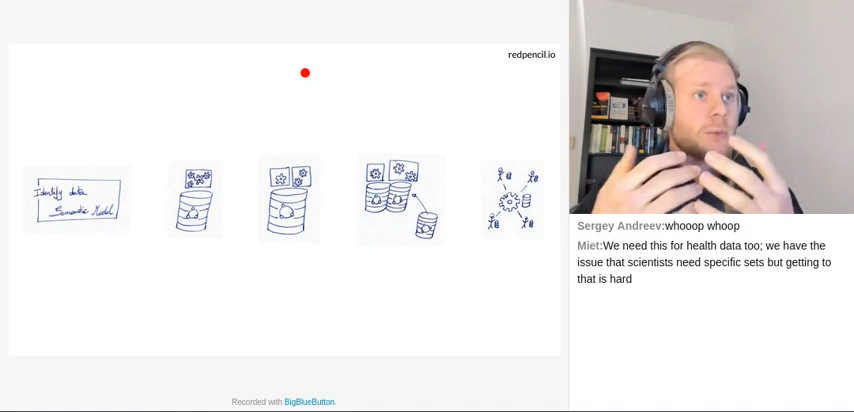 redpencil.io
Identify data
Semantic Model
Sergey Andreev:whooop whoop
Miet:We need this for health data too; we have the
issue that scientists need specific sets but getting to
that is hard
Recorded with BigBlueButton.